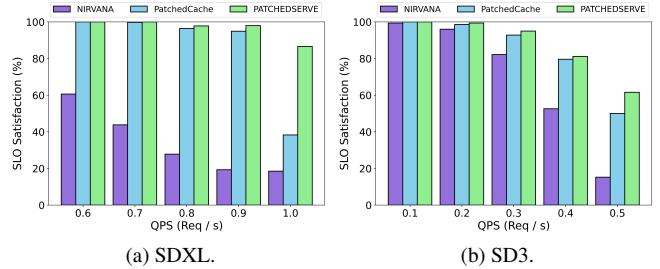 NIRVANA PatchedCache PATCHEDSERVE
SLO Satisfaction (%)
100
80
60
40
20
0
0.6 0.7 0.8 0.9 1.0
QPS (Req / s)
(a) SDXL.
NIRVANA PatchedCache PATCHEDSERVE
SLO Satisfaction (%)
100
80
60
40
20
0
0.1 0.2 0.3 0.4 0.5
QPS (Req / s)
(b) SD3.